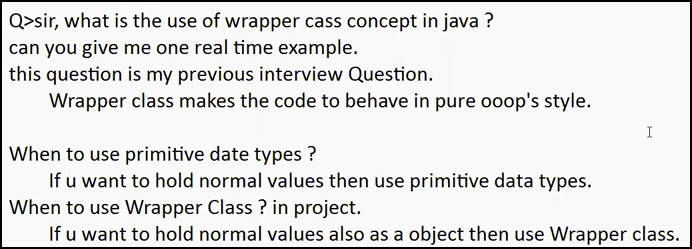 Q>sir, what is the use of wrapper cass concept in java ?
can you give me one real time example.
this question is my previous interview Question.
Wrapper class makes the code to behave in pure ooop's style.
When to use primitive date types ?
If u want to hold normal values then use primitive data types.
When to use Wrapper Class ? in project.
If u want to hold normal values also as a object then use Wrapper class.